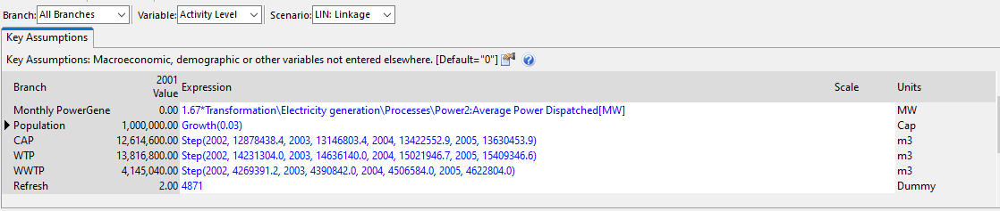 Branch: All Branches Variable: Activity Level Scenario: LIN: Linkage
Key Assumptions
Key Assumptions: Macroeconomic, demographic or other variables not entered elsewhere. [Default="0"]
Branch 2001 Value Expression Scale Units
Monthly PowerGene 0.00 1.67*Transformation\Electricity generation\Processes\Power2:Average Power Dispatched[MW] MW
Population 1,000,000.00 Growth(0.03) Cap
CAP 12,614,600.00 Step(2002, 12878438.4, 2003, 13146803.4, 2004, 13422552.9, 2005, 13630453.9) m3
WTP 13,816,800.00 Step(2002, 14231304.0, 2003, 14636140.0, 2004, 15021946.7, 2005, 15409346.6) m3
WWTP 4,145,040.00 Step(2002, 4269391.2, 2003, 4390842.0, 2004, 4506584.0, 2005, 4622804.0) m3
Refresh 2.00 4871 Dummy